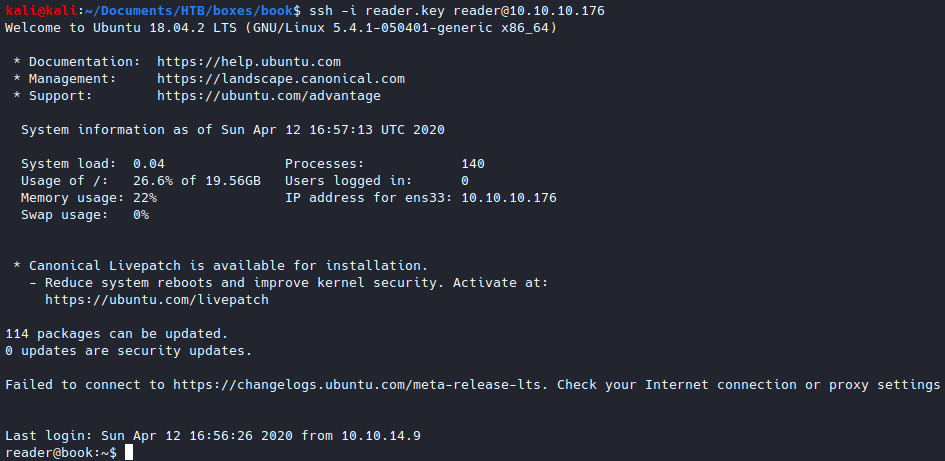 kali@kali:~/Documents/HTB/boxes/book$ ssh -i reader.key reader@10.10.10.176
Welcome to Ubuntu 18.04.2 LTS (GNU/Linux 5.4.1-050401-generic x86_64)
* Documentation:  https://help.ubuntu.com
* Management:     https://landscape.canonical.com
* Support:        https://ubuntu.com/advantage
System information as of Sun Apr 12 16:57:13 UTC 2020
System load:  0.04               Processes:            140
Usage of /:   26.6% of 19.56GB   Users logged in:      0
Memory usage: 22%                IP address for ens33: 10.10.10.176
Swap usage:   0%
* Canonical Livepatch is available for installation.
- Reduce system reboots and improve kernel security. Activate at:
https://ubuntu.com/livepatch
114 packages can be updated.
0 updates are security updates.
Failed to connect to https://changelogs.ubuntu.com/meta-release-lts. Check your Internet connection or proxy settings
Last login: Sun Apr 12 16:56:26 2020 from 10.10.14.9
reader@book:~$